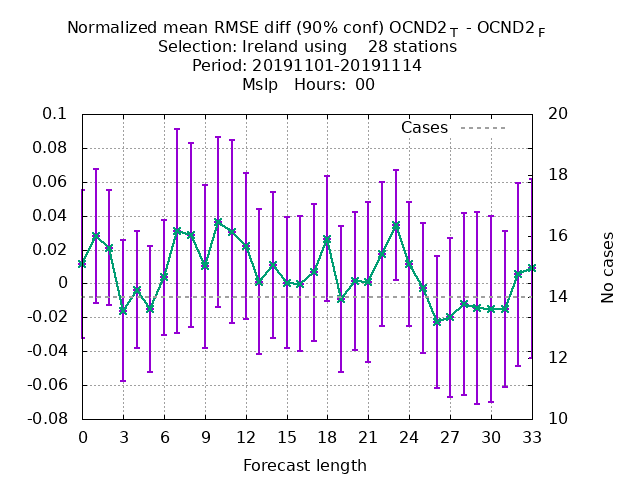 Normalized mean RMSE diff (90% conf) OCND2 T - OCND2 F
Selection: Ireland using 28 stations
Period: 20191101-20191114
Mslp Hours: 00
Cases
0.1
0.08
0.06
0.04
0.02
0
-0.02
-0.04
-0.06
-0.08
20
18
16
14
12
10
No cases
0 3 6 9 12 15 18 21 24 27 30 33
Forecast length